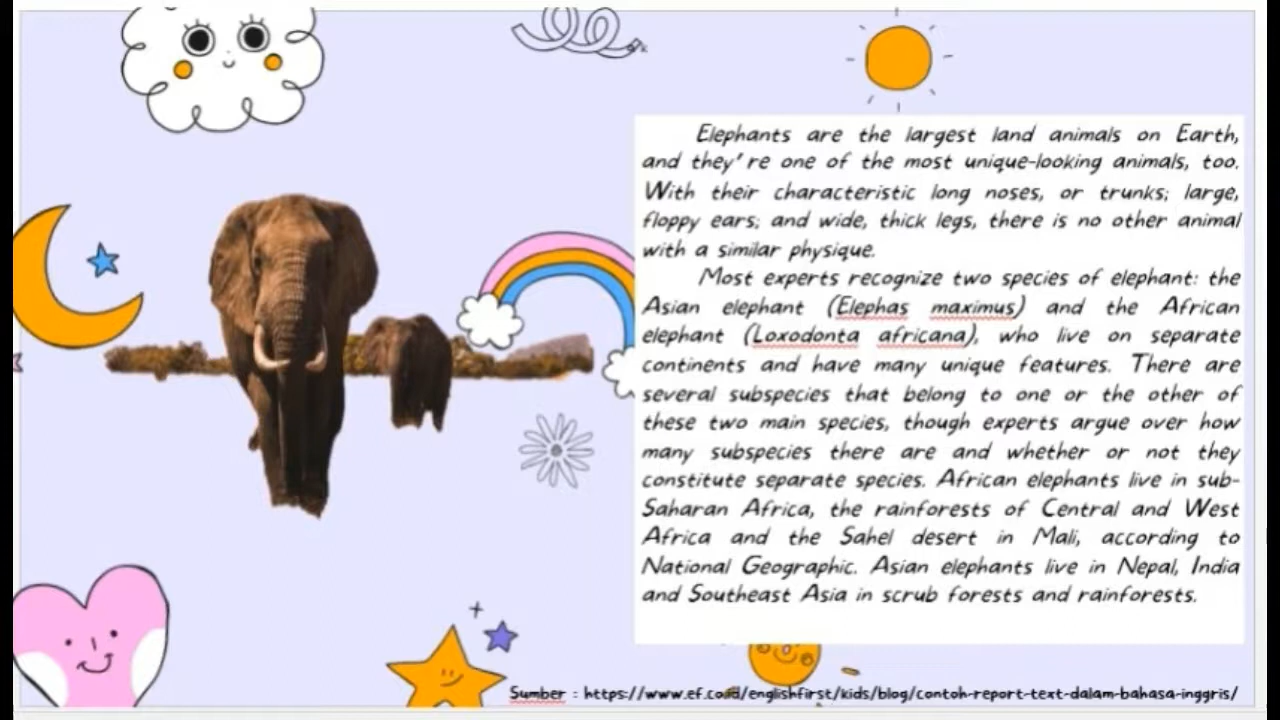 Elephants are the largest land animals on Earth,
and they're one of the most unique-looking animals, too.
With their characteristic long noses, or trunks; large,
floppy ears; and wide, thick legs, there is no other animal
with a similar physique.
Most experts recognize two species of elephant: the
Asian elephant (Elephas maximus) and the African
elephant (Loxodonta africana), who live on separate
continents and have many unique features. There are
several subspecies that belong to one or the other of
these two main species, though experts argue over how
many subspecies there are and whether or not they
constitute separate species. African elephants live in sub-
Saharan Africa, the rainforests of Central and West
Africa and the Sahel desert in Mali, according to
National Geographic. Asian elephants live in Nepal, India
and Southeast Asia in scrub forests and rainforests.
Sumber : https://www.ef.co.id/englishfirst/kids/blog/contoh-report-text-dalam-bahasa-inggris/